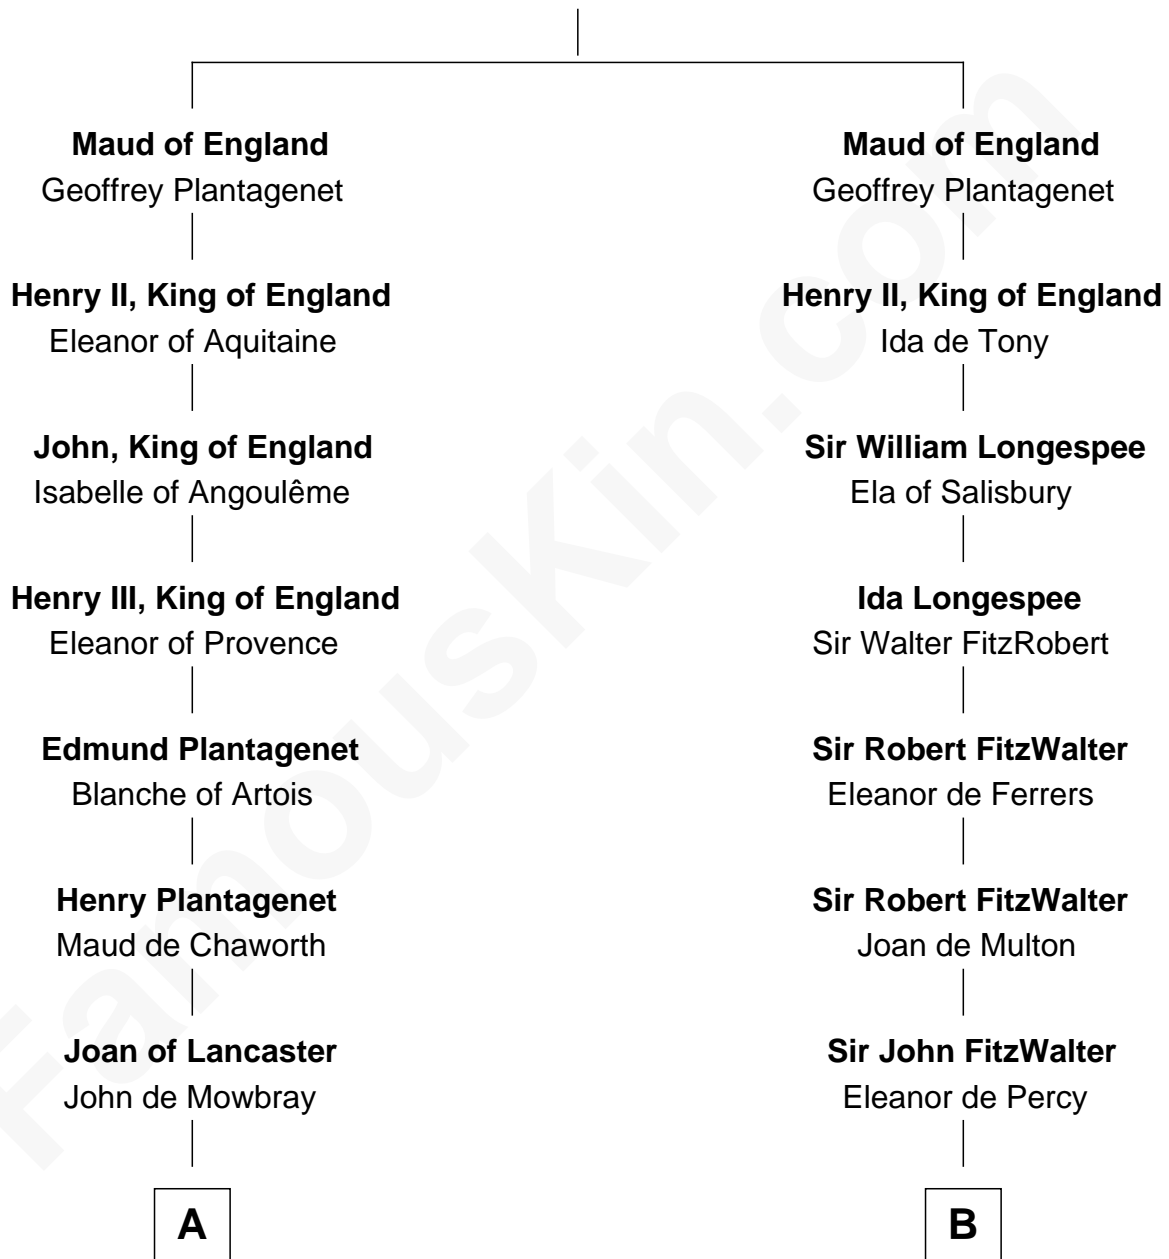 Maud of England
Geoffrey Plantagenet
Henry II, King of England
Eleanor of Aquitaine
John, King of England
Isabelle of Angoulême
Henry III, King of England
Eleanor of Provence
Edmund Plantagenet
Blanche of Artois
Henry Plantagenet
Maud de Chaworth
Joan of Lancaster
John de Mowbray
A
Maud of England
Geoffrey Plantagenet
Henry II, King of England
Ida de Tony
Sir William Longespee
Ela of Salisbury
Ida Longespee
Sir Walter FitzRobert
Sir Robert FitzWalter
Eleanor de Ferrers
Sir Robert FitzWalter
Joan de Multon
Sir John FitzWalter
Eleanor de Percy
B
FamousKin.com